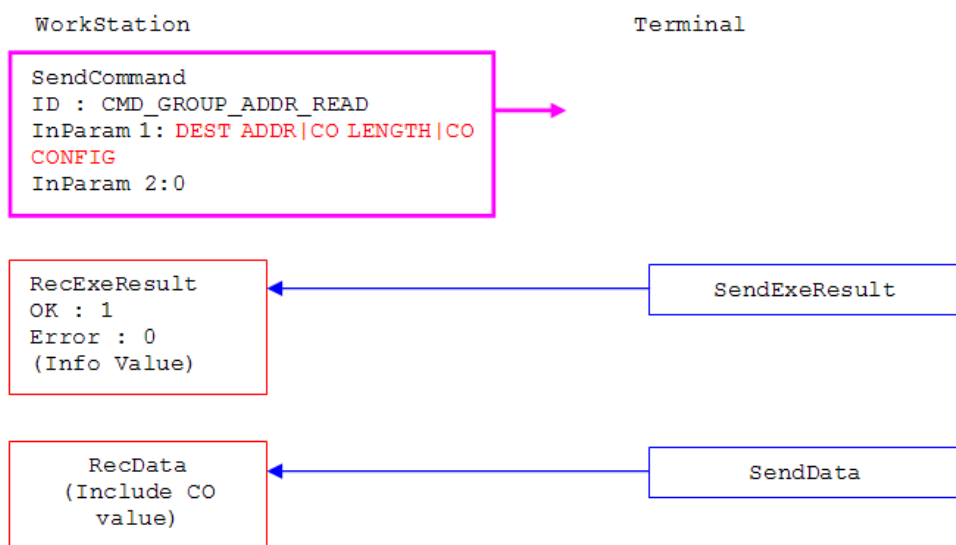 WorkStation
Terminal
SendCommand
ID : CMD_GROUP_ADDR_READ
InParam 1: DEST ADDR|CO LENGTH|CO
CONFIG
InParam 2:0
RecExeResult
OK : 1
Error : 0
(Info Value)
SendExeResult
RecData
(Include CO
value)
SendData